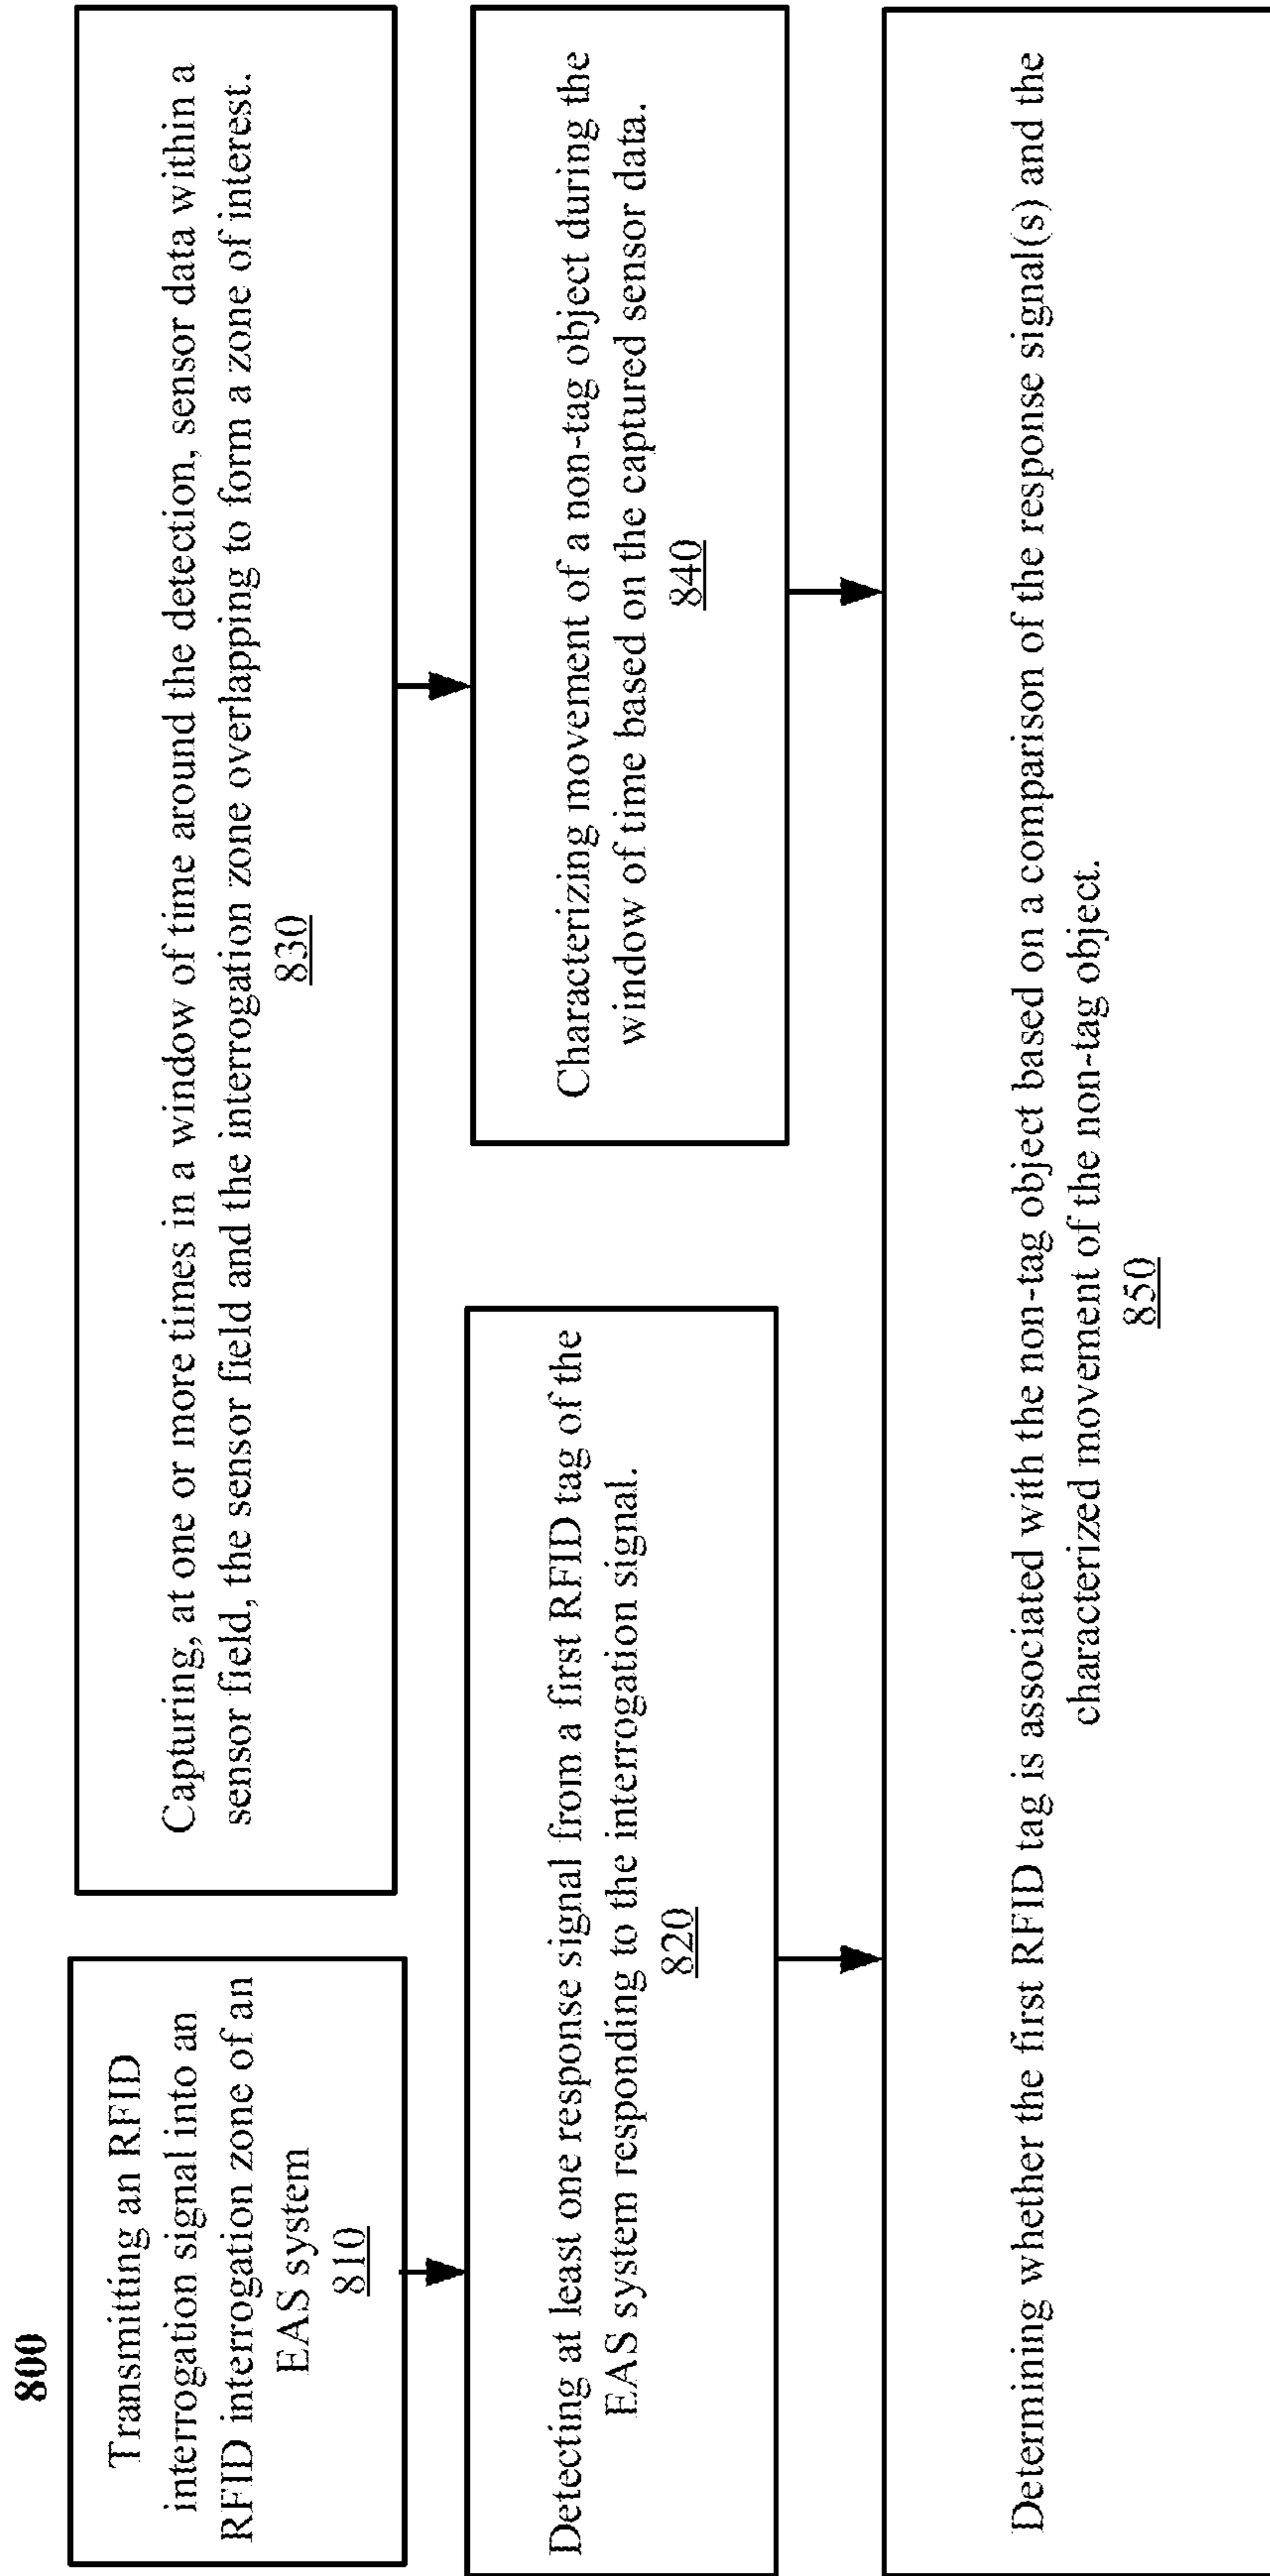 800
Transmitting an RFID
interrogation signal into an
RFID interrogation zone of an
EAS system
810
Capturing, at one or more times in a window of time around the detection, sensor data within a
sensor field, the sensor field and the interrogation zone overlapping to form a zone of interest.
830
Detecting at least one response signal from a first RFID tag of the
EAS system responding to the interrogation signal.
820
Characterizing movement of a non-tag object during the
window of time based on the captured sensor data.
840
Determining whether the first RFID tag is associated with the non-tag object based on a comparison of the response signal(s) and the
characterized movement of the non-tag object.
850